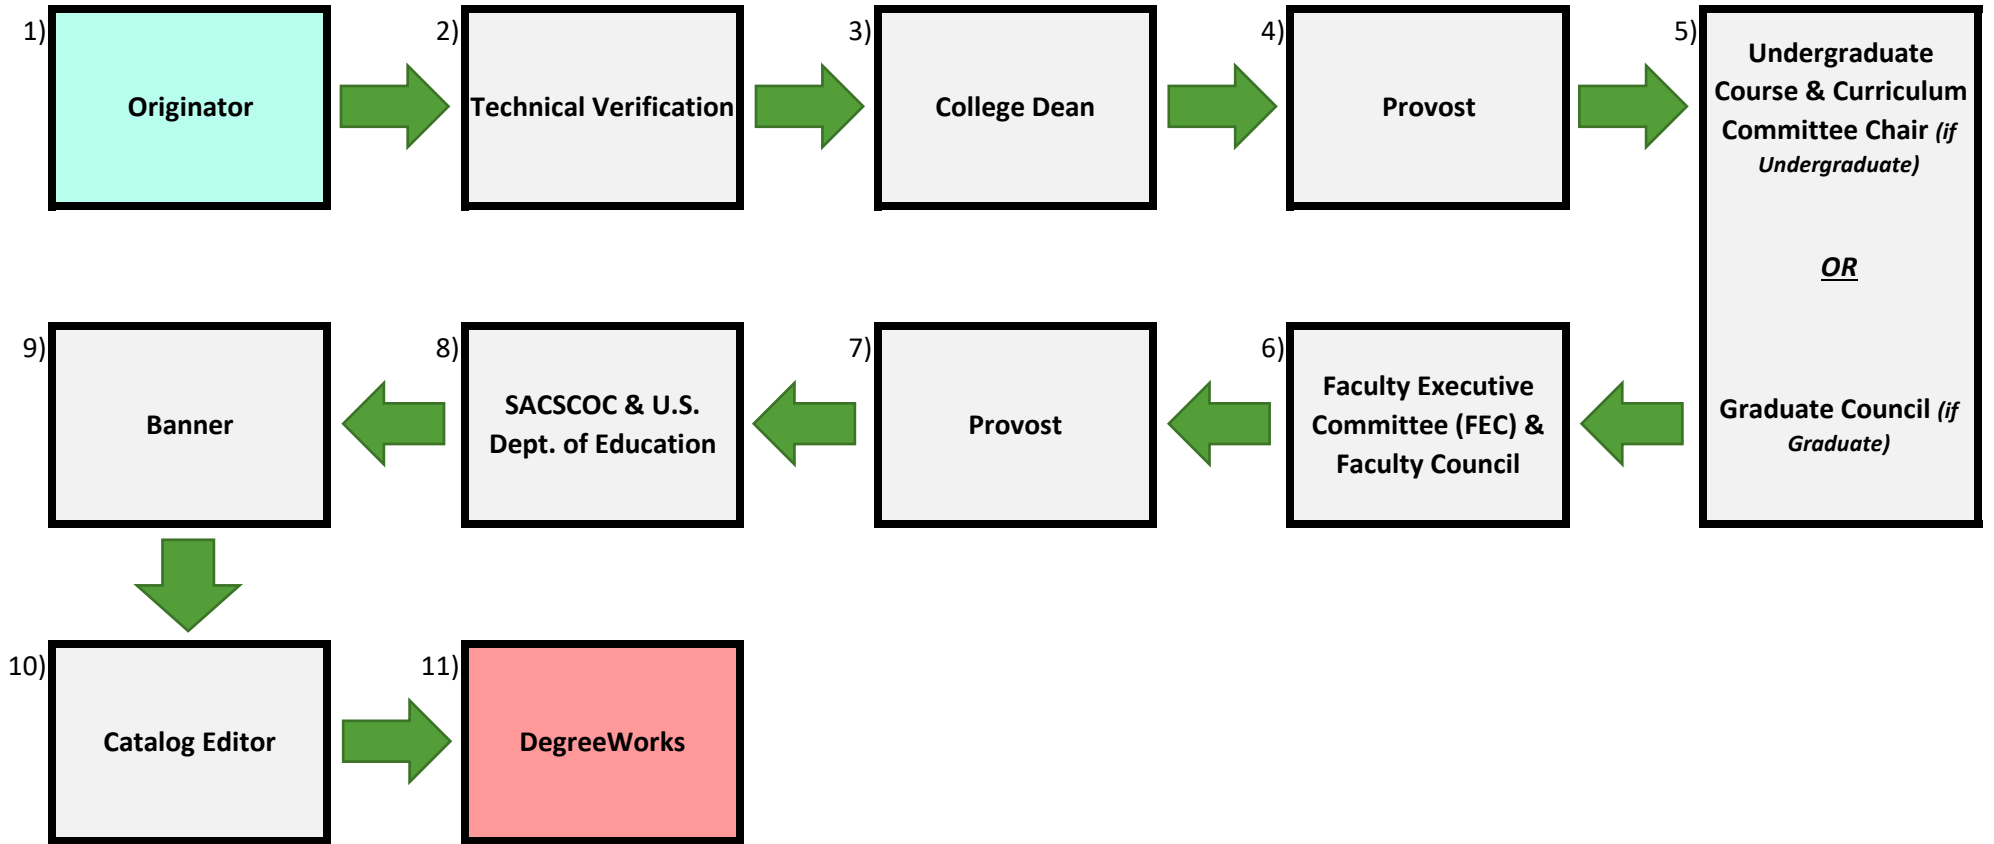 1)
Originator
2)
Technical Verification
3)
College Dean
4)
Provost
5)
Undergraduate
Course & Curriculum
Committee Chair (if
Undergraduate)
OR
Graduate Council (if
Graduate)
6)
Faculty Executive
Committee (FEC) &
Faculty Council
7)
Provost
8)
SACSCOC & U.S.
Dept. of Education
9)
Banner
10)
Catalog Editor
11)
DegreeWorks